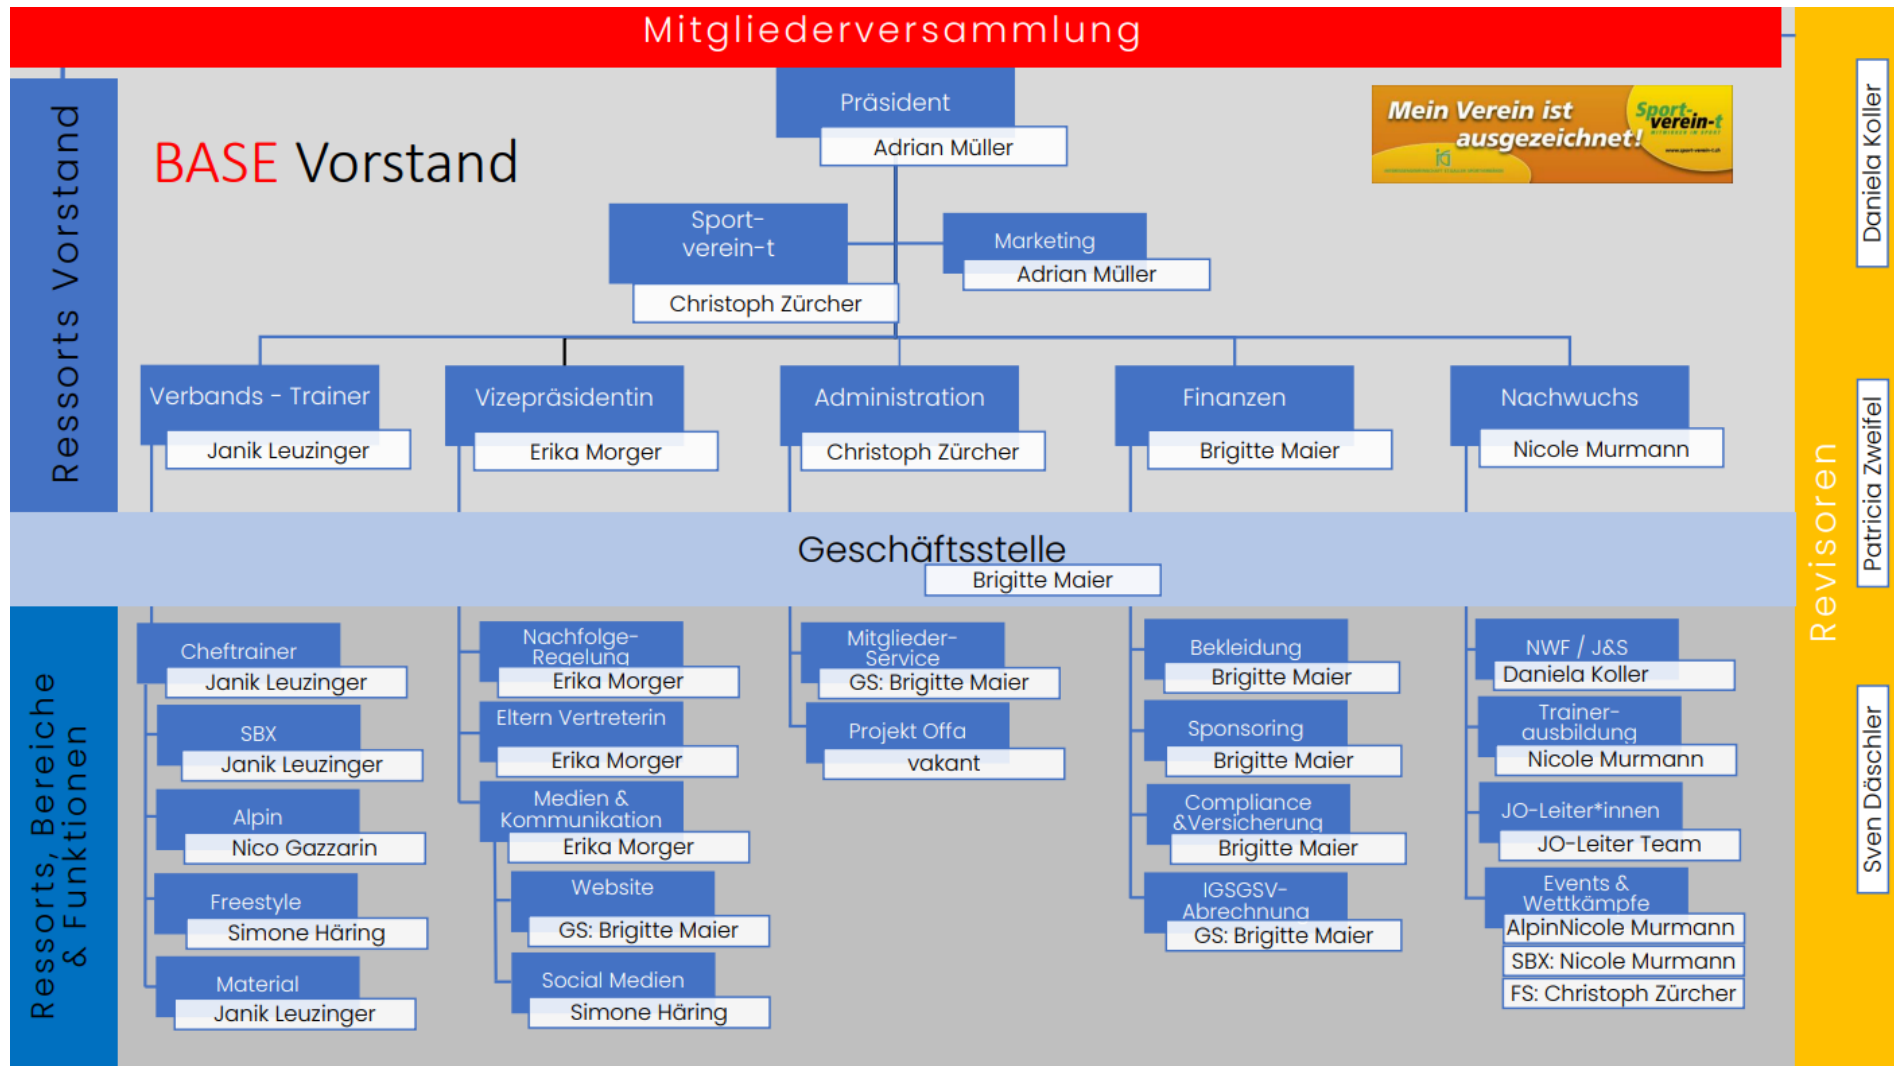 Mitgliederversammlung
Ressorts Vorstand
BASE Vorstand
Präsident
Adrian Müller
Mein Verein ist
ausgezeichnet!
Sport-
verein-t
www.sport-verein-t.ch
Sport-
verein-t
Christoph Zürcher
Marketing
Adrian Müller
Verbands - Trainer
Janik Leuzinger
Vizepräsidentin
Erika Morger
Administration
Christoph Zürcher
Finanzen
Brigitte Maier
Nachwuchs
Nicole Murmann
Geschäftsstelle
Brigitte Maier
Ressorts, Bereiche
& Funktionen
Cheftrainer
Janik Leuzinger
SBX
Janik Leuzinger
Alpin
Nico Gazzarin
Freestyle
Simone Häring
Material
Janik Leuzinger
Nachfolge-
Regelung
Erika Morger
Eltern Vertreterin
Erika Morger
Medien &
Kommunikation
Erika Morger
Website
GS: Brigitte Maier
Social Medien
Simone Häring
Mitglieder-
Service
GS: Brigitte Maier
Projekt Offa
vakant
Bekleidung
Brigitte Maier
Sponsoring
Brigitte Maier
Compliance
&Versicherung
Brigitte Maier
IGSGSV-
Abrechnung
GS: Brigitte Maier
NWF / J&S
Daniela Koller
Trainer-
ausbildung
Nicole Murmann
JO-Leiter*innen
JO-Leiter Team
Events &
Wettkämpfe
AlpinNicole Murmann
SBX: Nicole Murmann
FS: Christoph Zürcher
Revisoren
Daniela Koller
Patricia Zweifel
Sven Däschler